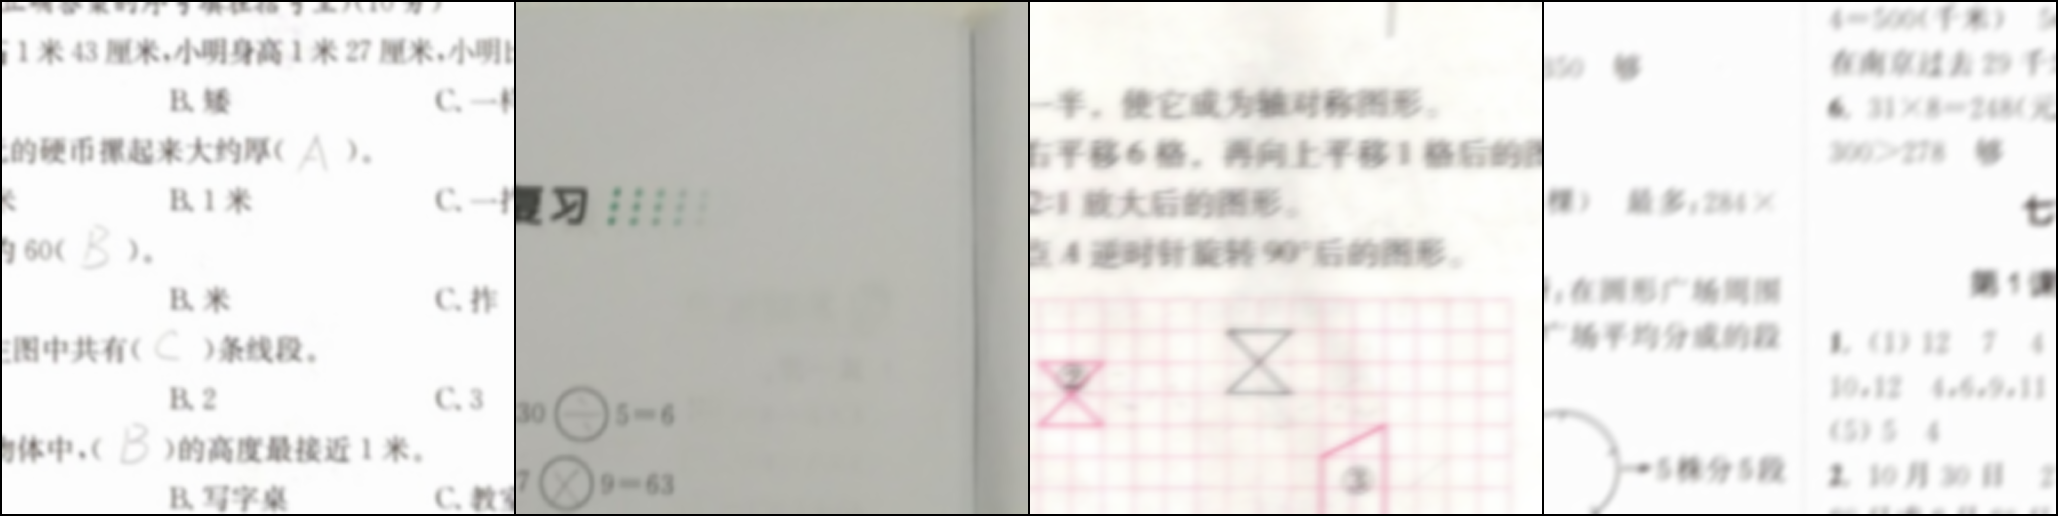 1米43厘米,小明身高1米27厘米,小明
B. 矮
C. 一样
的硬币摞起来大约厚( A )。
米
B. 1米
C. 一拃
60( B )。
B. 米
C. 拃
图中共有( C )条线段。
B. 2
C. 3
体中,( B )的高度最接近1米。
B. 写字桌
C. 教室
复习
30 ÷ 5=6
7 × 9=63
一半,使它成为轴对称图形。
右平移6格,再向上平移1格后的图
2:1放大后的图形。
点A逆时针旋转90°后的图形。
②
③
350 够
棵) 最多,284×
,在圆形广场周围
广场平均分成的段
5株分5段
4=500(千米)
在南京过去29千
6. 31×8=248(元
300>278 够
七
第1课
1. (1)12 7 4
10,12 4,6,9,11
(5)5 4
2. 10月30日 2